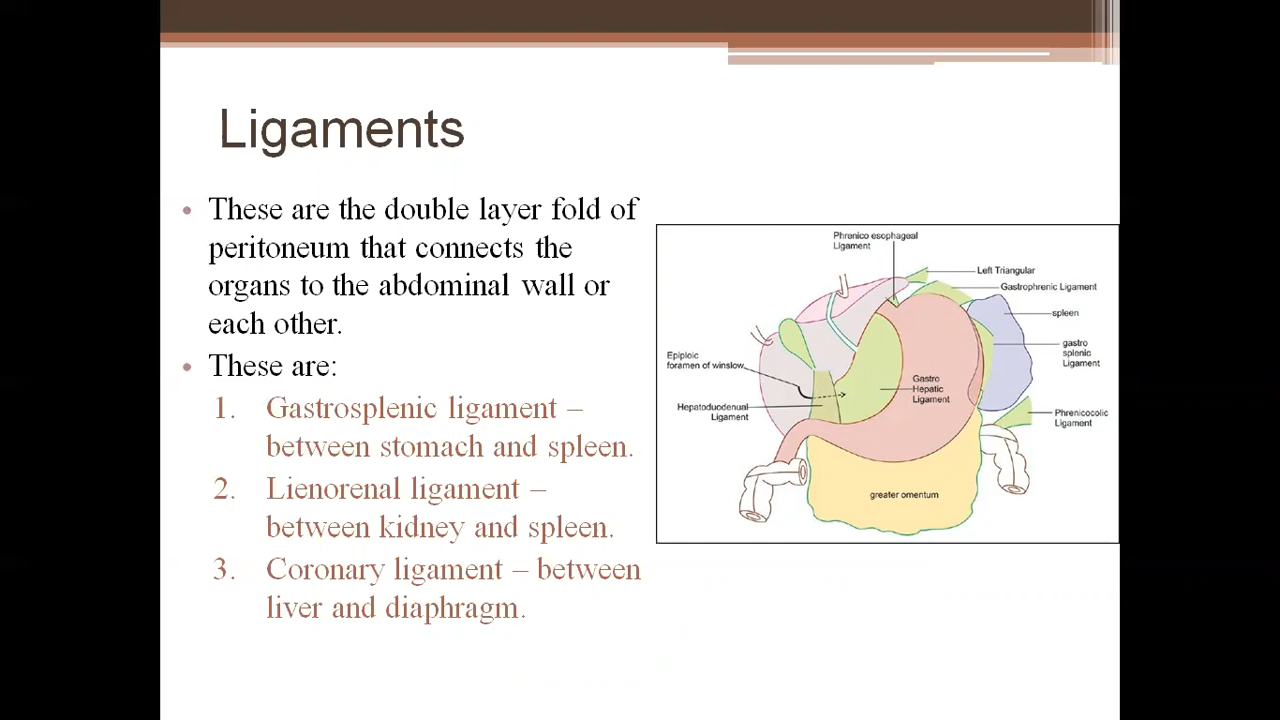 Ligaments
• These are the double layer fold of
peritoneum that connects the
organs to the abdominal wall or
each other.
• These are:
1. Gastrosplenic ligament –
between stomach and spleen.
2. Lienorenal ligament –
between kidney and spleen.
3. Coronary ligament – between
liver and diaphragm.
Phrenico esophageal
Ligament
Left Triangular
Gastrophrenic Ligament
spleen
gastro
splenic
Ligament
Epiploic
foramen of winslow
Gastro
Hepatic
Ligament
Hepatoduodenual
Ligament
Phrenicocolic
Ligament
greater omentum